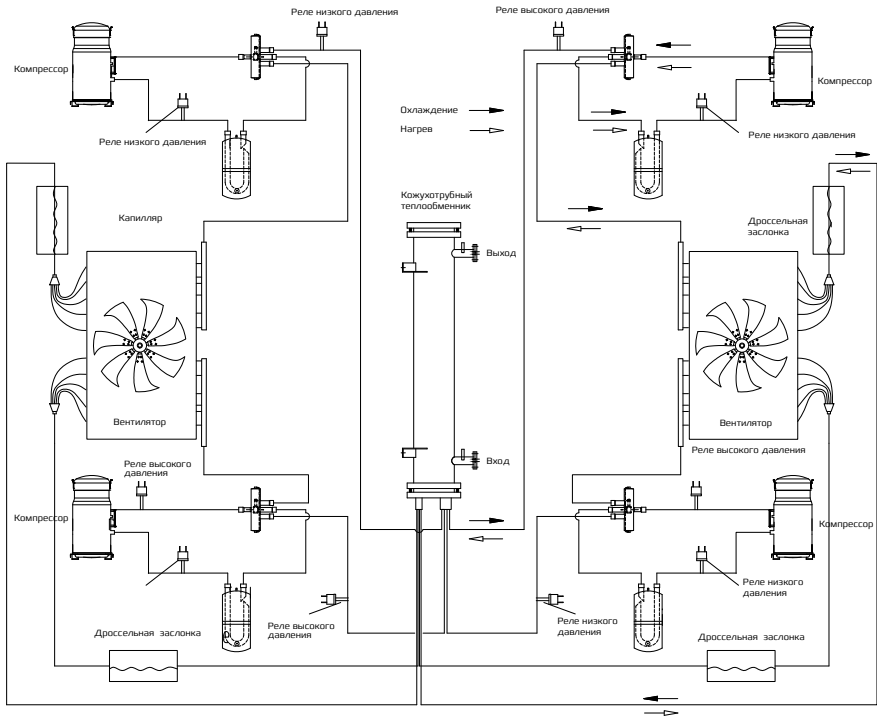 Реле низкого давления
Реле высокого давления
Компрессор
Компрессор
Охлаждение
Нагрев
Реле низкого давления
Реле низкого давления
Кожухотрубный
теплообменник
Капилляр
Дроссельная
заслонка
Выход
Вентилятор
Вентилятор
Реле высокого давления
Вход
Реле высокого
давления
Компрессор
Компрессор
Реле низкого
давления
Реле высокого
давления
Реле низкого
давления
Дроссельная заслонка
Дроссельная заслонка